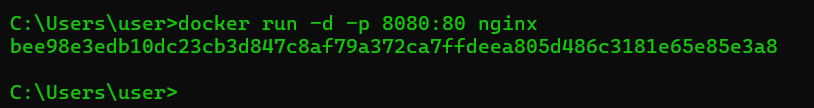 C:\Users\user>docker run -d -p 8080:80 nginx
bee98e3edb10dc23cb3d847c8af79a372ca7ffdeea805d486c3181e65e85e3a8
C:\Users\user>